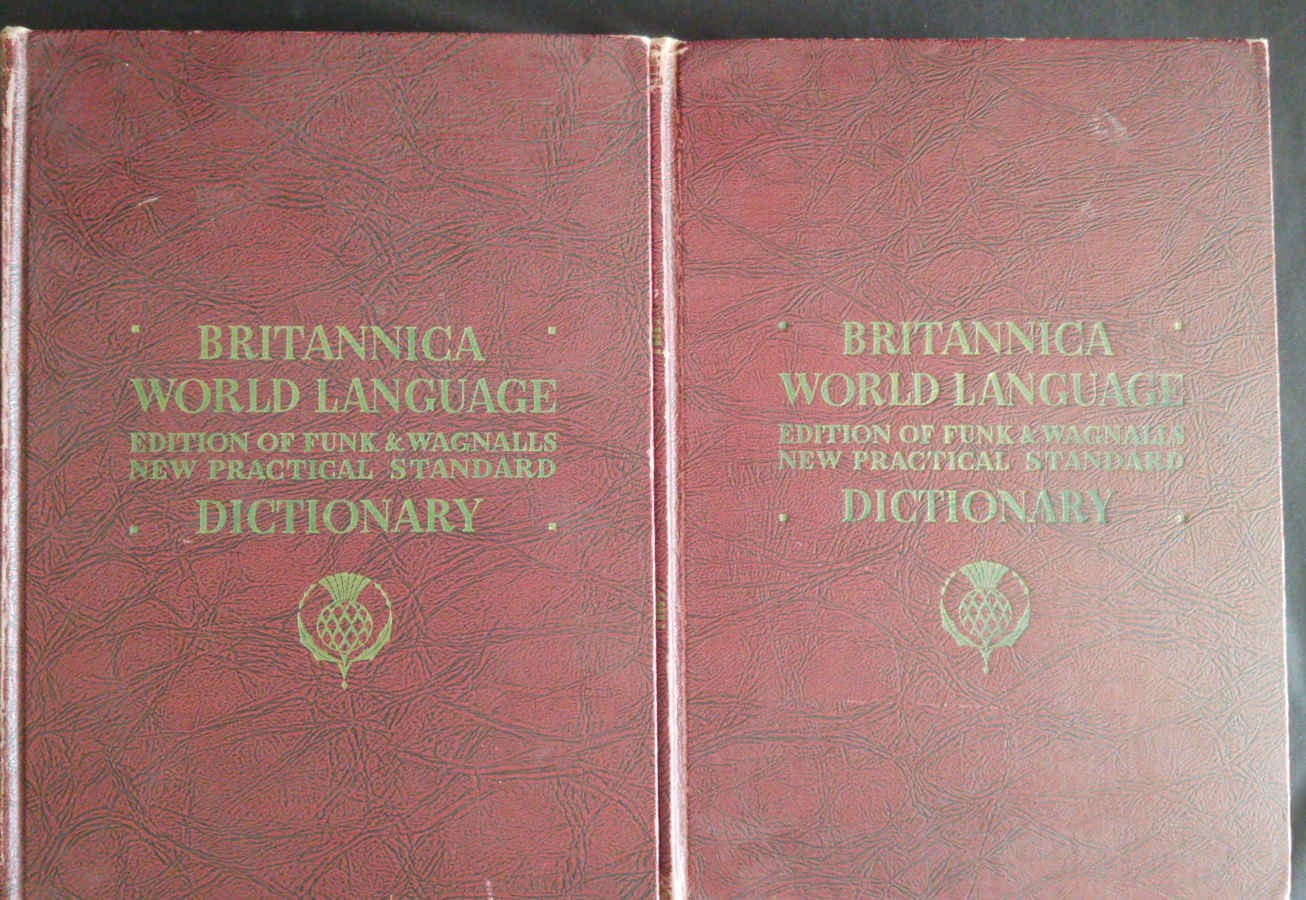 BRITANNICA
WORLD LANGUAGE
EDITION OF FUNK & WAGNALLS
NEW PRACTICAL STANDARD
DICTIONARY
BRITANNICA
WORLD LANGUAGE
EDITION OF FUNK & WAGNALLS
NEW PRACTICAL STANDARD
DICTIONARY